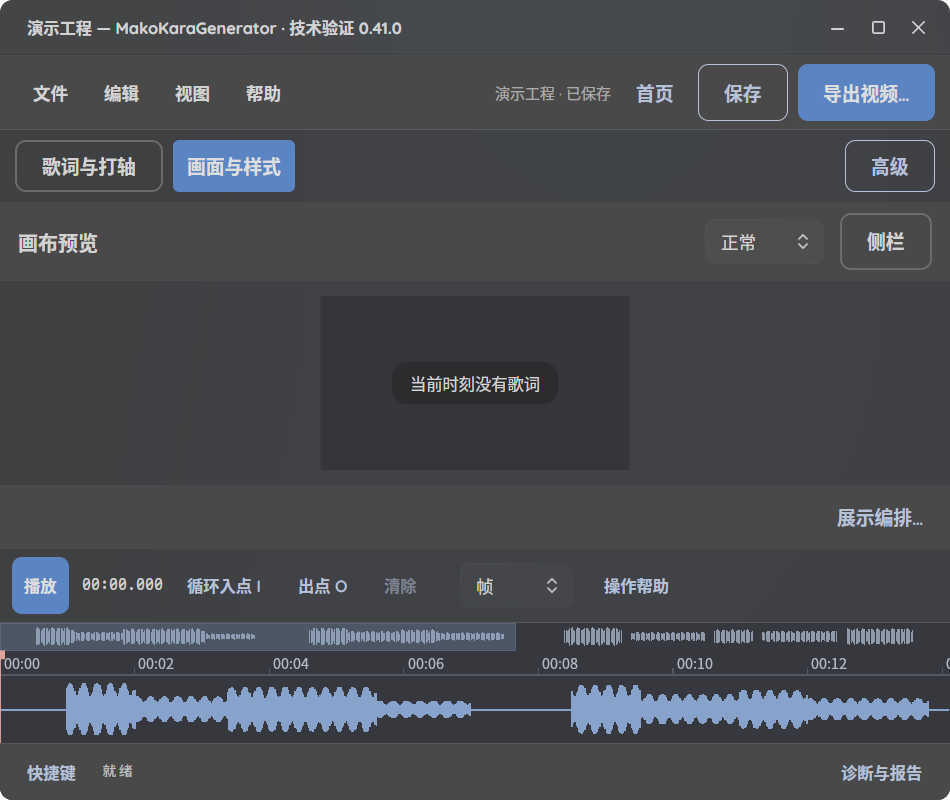 演示工程 — MakoKaraGenerator · 技术验证 0.41.0
文件 编辑 视图 帮助 演示工程 · 已保存 首页 保存 导出视频…
歌词与打轴 画面与样式 高级
画布预览 正常 侧栏
当前时刻没有歌词
展示编排…
播放 00:00.000 循环入点 I 出点 O 清除 帧 操作帮助
00:00 00:02 00:04 00:06 00:08 00:10 00:12
快捷键 就绪 诊断与报告